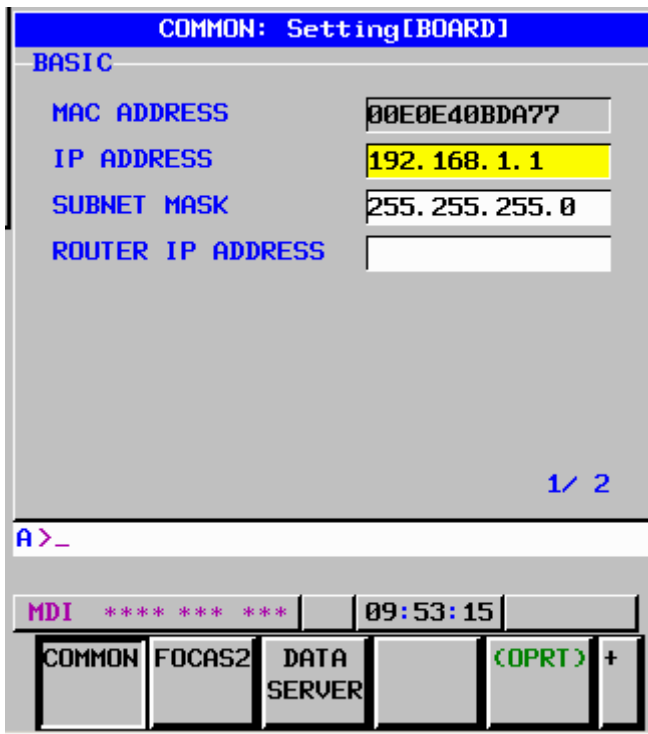 COMMON: Setting[BOARD]
BASIC
MAC ADDRESS 00E0E40BDA77
IP ADDRESS 192.168.1.1
SUBNET MASK 255.255.255.0
ROUTER IP ADDRESS
1/ 2
A>_
MDI **** *** *** 09:53:15
COMMON FOCAS2 DATA SERVER (OPRT) +